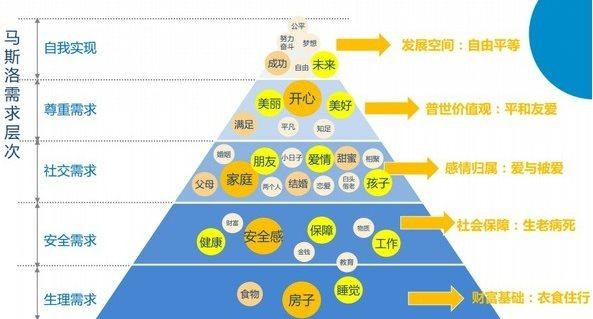 马斯洛需求层次
自我实现
公平
努力
奋斗
梦想
成功
自由
未来
发展空间：自由平等
尊重需求
美丽
开心
美好
满足
平凡
知足
普世价值观：平和友爱
社交需求
婚姻
朋友
小日子
爱情
甜蜜
相聚
父母
家庭
两个人
结婚
恋爱
白头
偕老
孩子
感情归属：爱与被爱
安全需求
财富
健康
安全感
保障
物质
金钱
工作
社会保障：生老病死
教育
生理需求
食物
房子
睡觉
财富基础：衣食住行